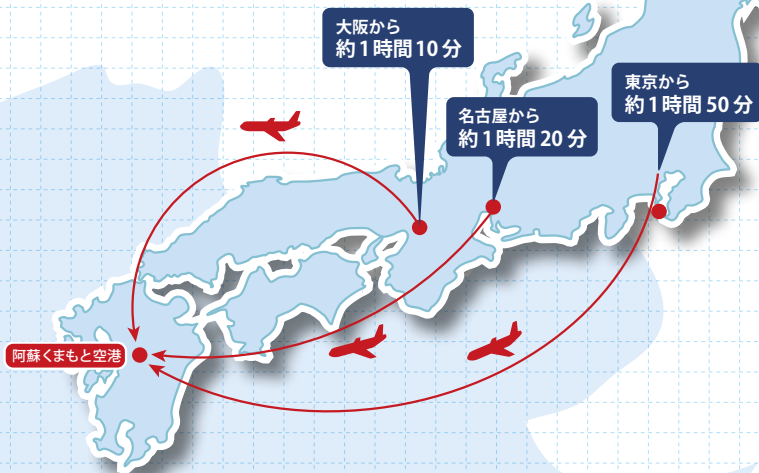 大阪から
約1時間10分
名古屋から
約1時間20分
東京から
約1時間50分
阿蘇くまもと空港